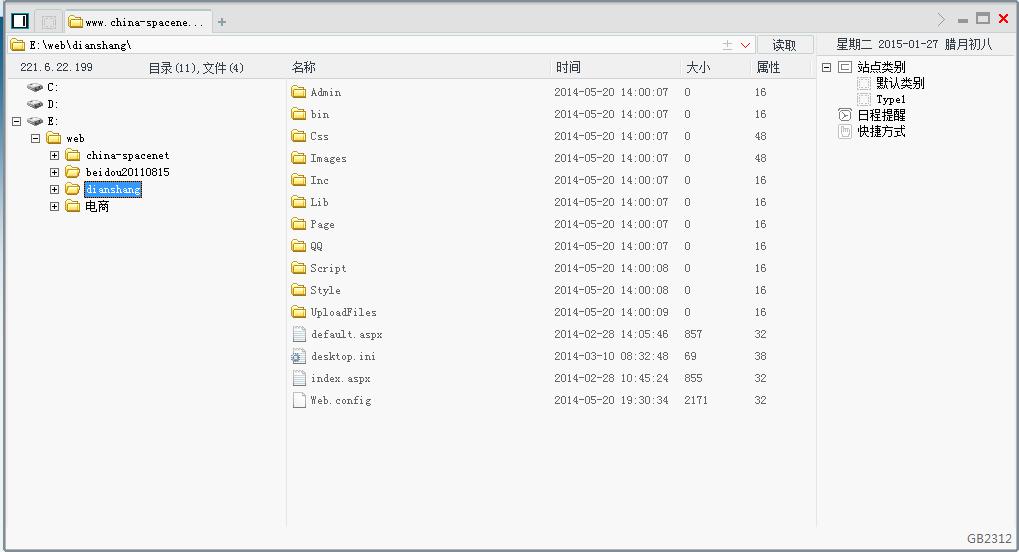 www.china-spacene...
E:\web\dianshang\
读取
星期二 2015-01-27 腊月初八
221.6.22.199 目录(11),文件(4)
名称 时间 大小 属性
C:
D:
E:
web
china-spacenet
beidou20110815
dianshang
电商
Admin 2014-05-20 14:00:07 0 16
bin 2014-05-20 14:00:07 0 16
Css 2014-05-20 14:00:07 0 48
Images 2014-05-20 14:00:07 0 48
Inc 2014-05-20 14:00:07 0 16
Lib 2014-05-20 14:00:07 0 16
Page 2014-05-20 14:00:07 0 16
QQ 2014-05-20 14:00:07 0 16
Script 2014-05-20 14:00:08 0 16
Style 2014-05-20 14:00:08 0 16
UploadFiles 2014-05-20 14:00:09 0 16
default.aspx 2014-02-28 14:05:46 857 32
desktop.ini 2014-03-10 08:32:48 69 38
index.aspx 2014-02-28 10:45:24 855 32
Web.config 2014-05-20 19:30:34 2171 32
站点类别
默认类别
Type1
日程提醒
快捷方式
GB2312